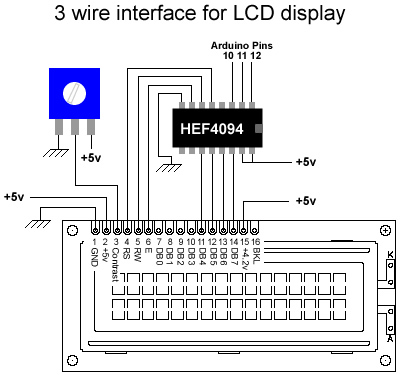 3 wire interface for LCD display
Arduino Pins
10 11 12
HEF4094
+5v
+5v
+5v
+5v
1 2 3 4 5 6 7 8 9 10 11 12 13 14 15 16
GND
+5v
Contrast
RS
RW
E
DB0
DB1
DB2
DB3
DB4
DB5
DB6
DB7
+4.2v
BKL
K
A